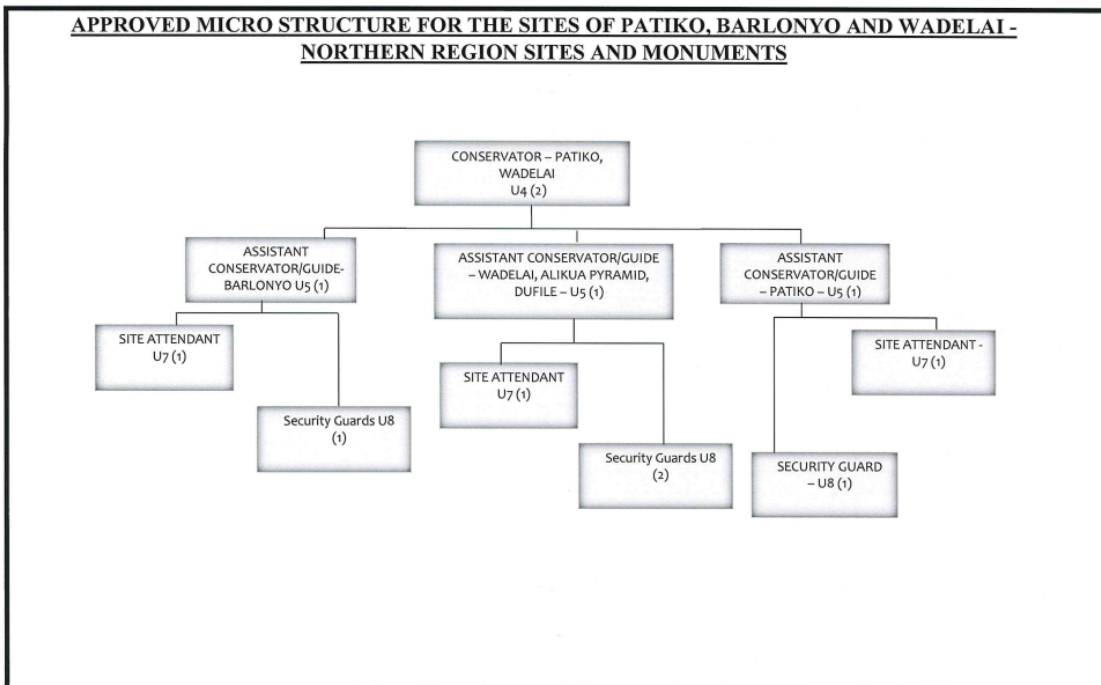 APPROVED MICRO STRUCTURE FOR THE SITES OF PATIKO, BARLONYO AND WADELAI -
NORTHERN REGION SITES AND MONUMENTS
CONSERVATOR – PATIKO,
WADELAI
U4 (2)
ASSISTANT
CONSERVATOR/GUIDE-
BARLONYO U5 (1)
ASSISTANT CONSERVATOR/GUIDE
– WADELAI, ALIKUA PYRAMID,
DUFILE – U5 (1)
ASSISTANT
CONSERVATOR/GUIDE
– PATIKO – U5 (1)
SITE ATTENDANT
U7 (1)
Security Guards U8
(1)
SITE ATTENDANT
U7 (1)
Security Guards U8
(2)
SECURITY GUARD
– U8 (1)
SITE ATTENDANT -
U7 (1)